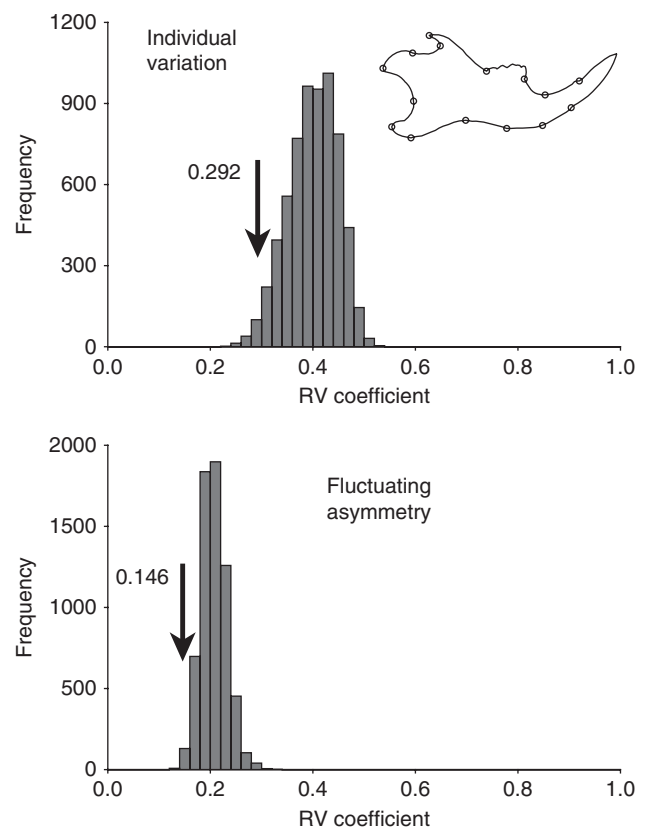 1200
Individual
variation
900
0.292
600
Frequency
300
0
0.0 0.2 0.4 0.6 0.8 1.0
RV coefficient
2000
Fluctuating
asymmetry
1500
0.146
Frequency
1000
500
0
0.0 0.2 0.4 0.6 0.8 1.0
RV coefficient